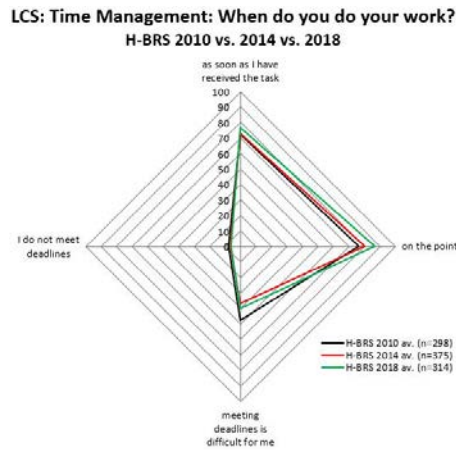 LCS: Time Management: When do you do your work?
H-BRS 2010 vs. 2014 vs. 2018
as soon as I have
received the task
100
90
80
70
60
50
40
30
20
10
0
I do not meet
deadlines
on the point
H-BRS 2010 av. (n=298)
H-BRS 2014 av. (n=375)
H-BRS 2018 av. (n=314)
meeting
deadlines is
difficult for me